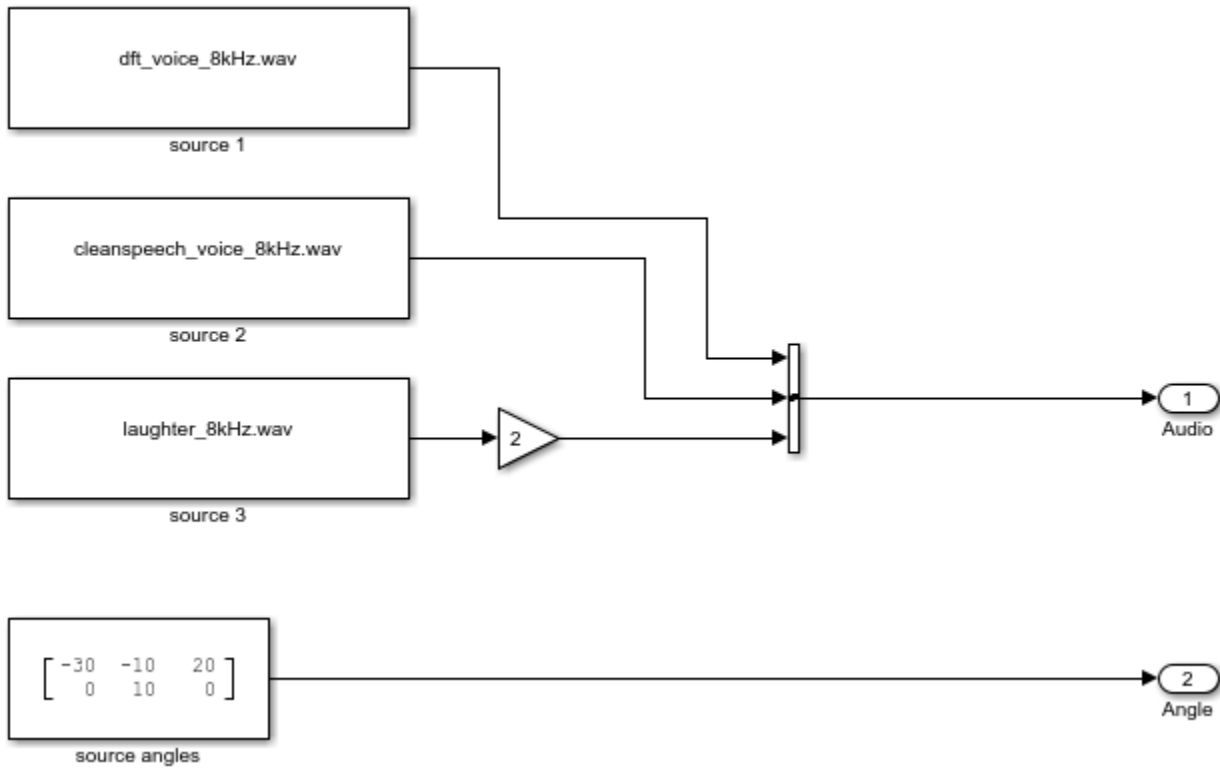 dft_voice_8kHz.wav
source 1
cleanspeech_voice_8kHz.wav
source 2
laughter_8kHz.wav
source 3
2
1
Audio
-30 -10 20
0 10 0
source angles
2
Angle